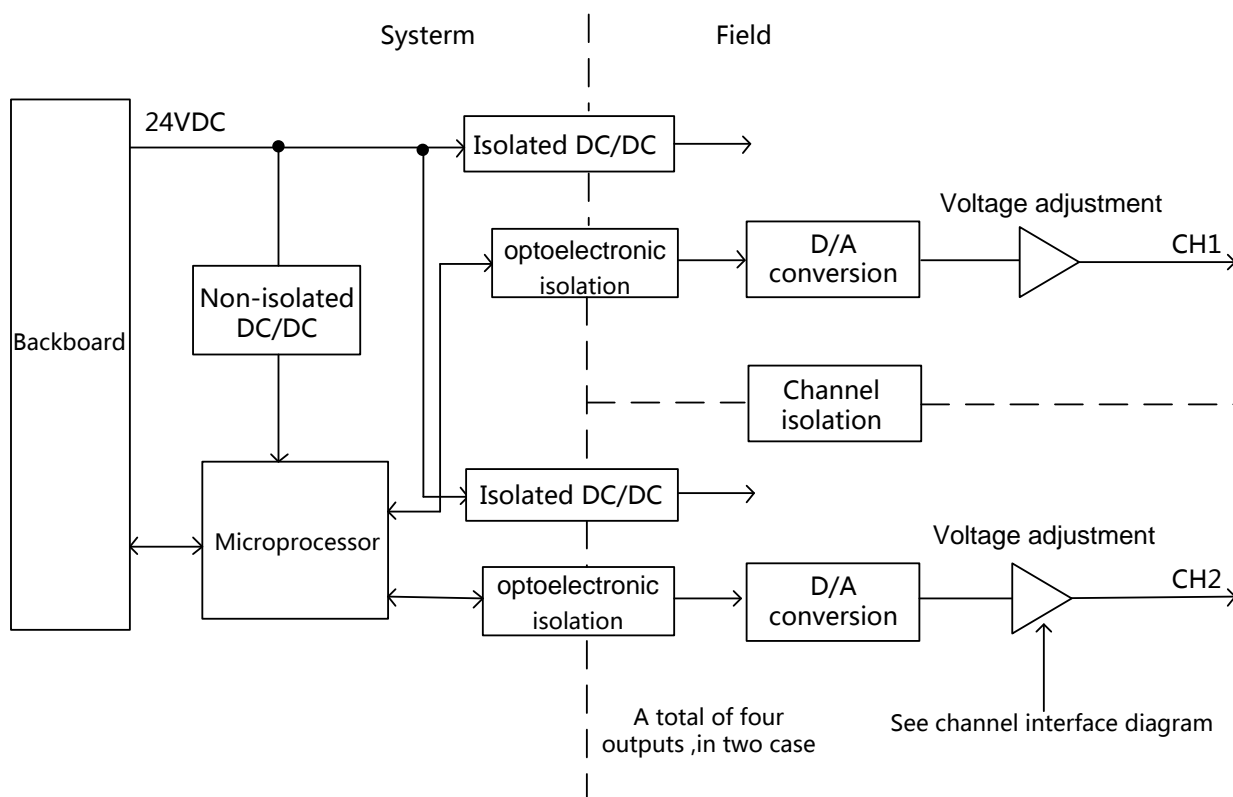 Systerm
Field
24VDC
Isolated DC/DC
Voltage adjustment
CH1
optoelectronic
isolation
D/A
conversion
Non-isolated
DC/DC
Backboard
Channel
isolation
Isolated DC/DC
Microprocessor
Voltage adjustment
CH2
optoelectronic
isolation
D/A
conversion
A total of four
outputs ,in two case
See channel interface diagram